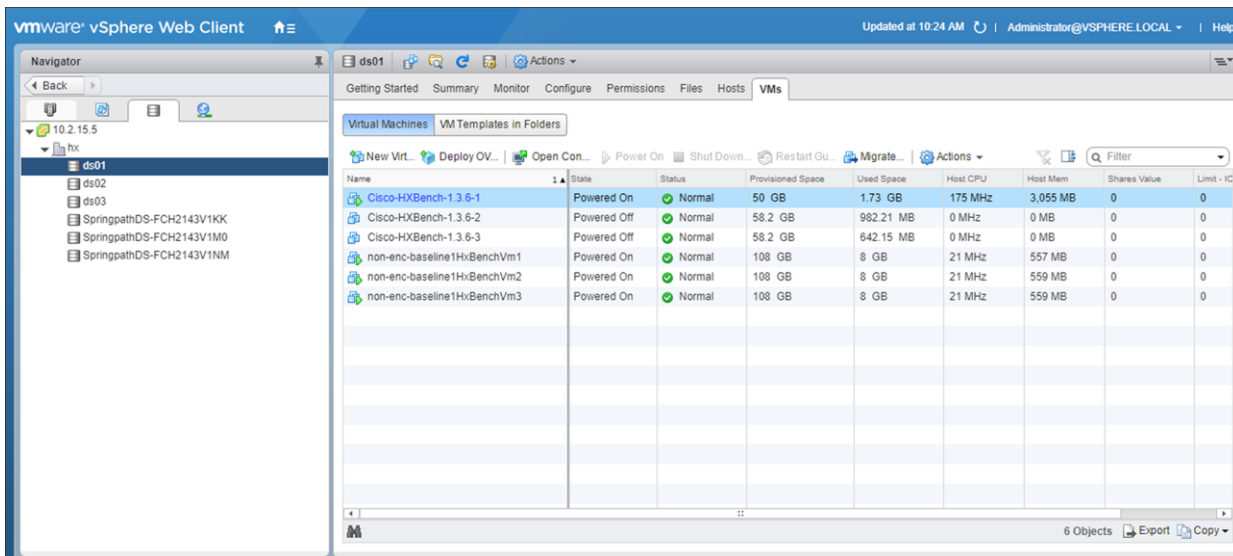 vmware® vSphere Web Client
Updated at 10:24 AM | Administrator@VSPHERE.LOCAL | Help
Navigator
Back
10.2.15.5
hx
ds01
ds02
ds03
SpringpathDS-FCH2143V1KK
SpringpathDS-FCH2143V1M0
SpringpathDS-FCH2143V1NM
ds01 Actions
Getting Started Summary Monitor Configure Permissions Files Hosts VMs
Virtual Machines VM Templates in Folders
New Virt... Deploy OV... | Open Con... Power On Shut Down... Restart Gu... Migrate... | Actions Filter
Name 1 State Status Provisioned Space Used Space Host CPU Host Mem Shares Value Limit - IO
Cisco-HXBench-1.3.6-1 Powered On Normal 50 GB 1.73 GB 175 MHz 3,055 MB 0 0
Cisco-HXBench-1.3.6-2 Powered Off Normal 58.2 GB 982.21 MB 0 MHz 0 MB 0 0
Cisco-HXBench-1.3.6-3 Powered Off Normal 58.2 GB 642.15 MB 0 MHz 0 MB 0 0
non-enc-baseline1HxBenchVm1 Powered On Normal 108 GB 8 GB 21 MHz 557 MB 0 0
non-enc-baseline1HxBenchVm2 Powered On Normal 108 GB 8 GB 21 MHz 559 MB 0 0
non-enc-baseline1HxBenchVm3 Powered On Normal 108 GB 8 GB 21 MHz 559 MB 0 0
6 Objects Export Copy